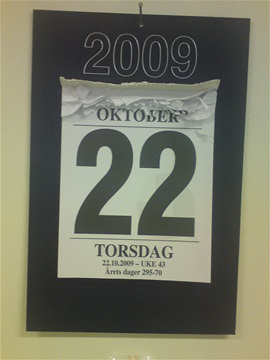 2009
OKTOBER
22
TORSDAG
22.10.2009 – UKE 43
Årets dager 295-70